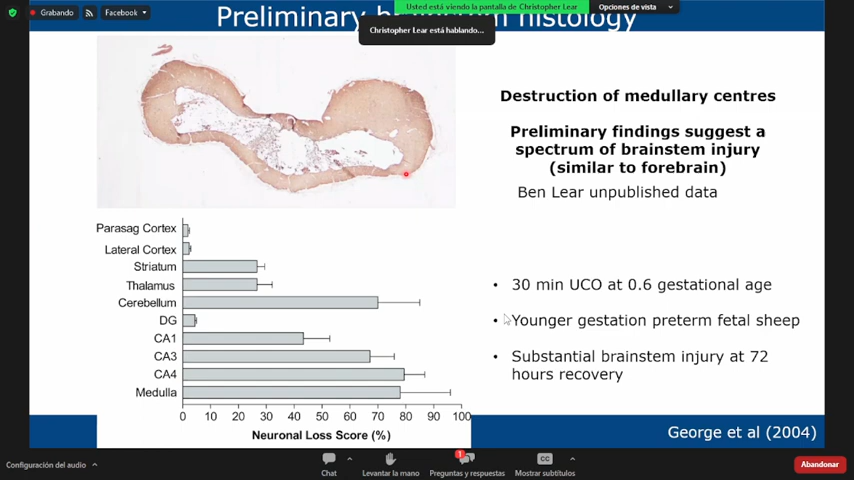 Usted está viendo la pantalla de Christopher Lear
Opciones de vista
Grabando
Facebook
Christopher Lear está hablando...
Preliminary
histology
Destruction of medullary centres
Preliminary findings suggest a
spectrum of brainstem injury
(similar to forebrain)
Ben Lear unpublished data
Parasag Cortex
Lateral Cortex
Striatum
Thalamus
Cerebellum
DG
CA1
CA3
CA4
Medulla
0 10 20 30 40 50 60 70 80 90 100
Neuronal Loss Score (%)
• 30 min UCO at 0.6 gestational age
• Younger gestation preterm fetal sheep
• Substantial brainstem injury at 72
hours recovery
George et al (2004)
Configuración del audio
Chat
Levantar la mano
1
Preguntas y respuestas
CC
Mostrar subtítulos
Abandonar